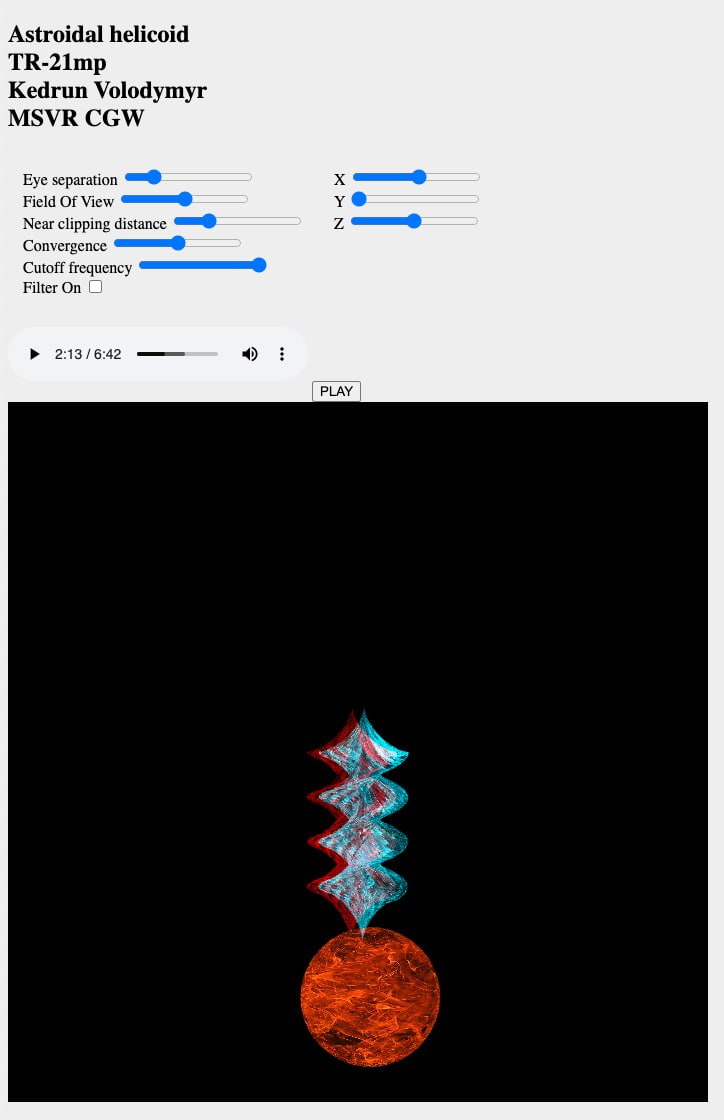 Astroidal helicoid
TR-21mp
Kedrun Volodymyr
MSVR CGW
Eye separation
Field Of View
Near clipping distance
Convergence
Cutoff frequency
Filter On
X
Y
Z
2:13 / 6:42
PLAY